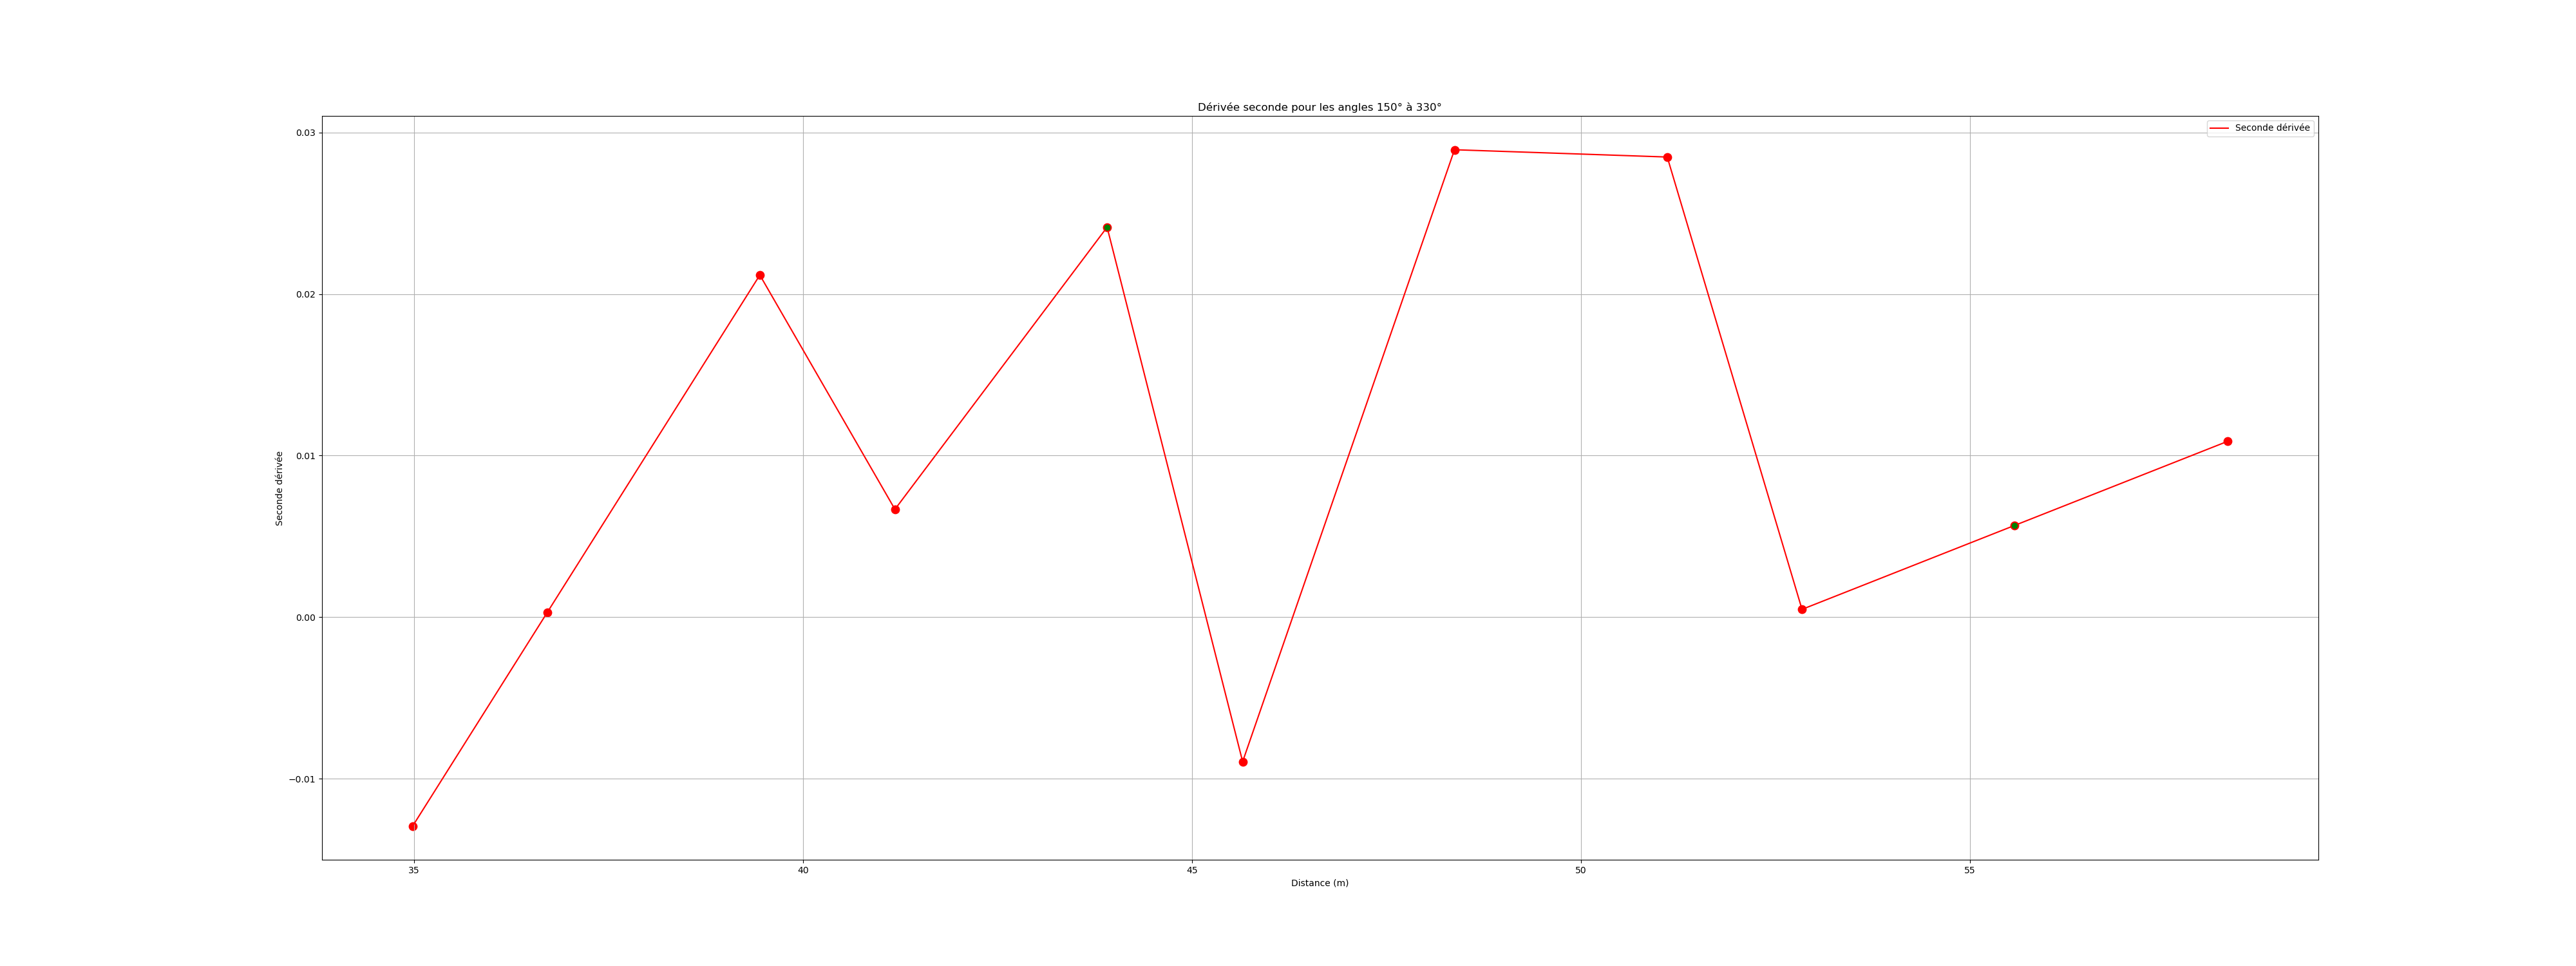 Dérivée seconde pour les angles 150° à 330°
Seconde dérivée
0.03
0.02
0.01
0.00
−0.01
Seconde dérivée
35
40
45
50
55
Distance (m)